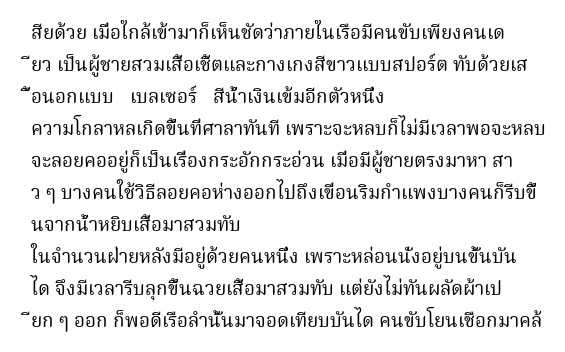 สียด้วย เมื่อใกล้เข้ามาก็เห็นชัดว่าภายในเรือมีคนขับเพียงคนเด
ียว เป็นผู้ชายสวมเสื้อเชิ้ตและกางเกงสีขาวแบบสปอร์ต ทับด้วยเส
ื้อนอกแบบ เบลเซอร์ สีน้ำเงินเข้มอีกตัวหนึ่ง
ความโกลาหลเกิดขึ้นที่ศาลาทันที เพราะจะหลบก็ไม่มีเวลาพอจะหลบ
จะลอยคออยู่ก็เป็นเรื่องกระอักกระอ่วน เมื่อมีผู้ชายตรงมาหา สา
ว ๆ บางคนใช้วิธีลอยคอห่างออกไปถึงเขื่อนริมกำแพงบางคนก็รีบขึ
้นจากน้ำหยิบเสื้อมาสวมทับ
ในจำนวนฝ่ายหลังมีอยู่ด้วยคนหนึ่ง เพราะหล่อนนั่งอยู่บนขั้นบัน
ได จึงมีเวลารีบลุกขึ้นฉวยเสื้อมาสวมทับ แต่ยังไม่ทันผลัดผ้าเป
ียก ๆ ออก ก็พอดีเรือลำนั้นมาจอดเทียบบันได คนขับโยนเชือกมาคล้